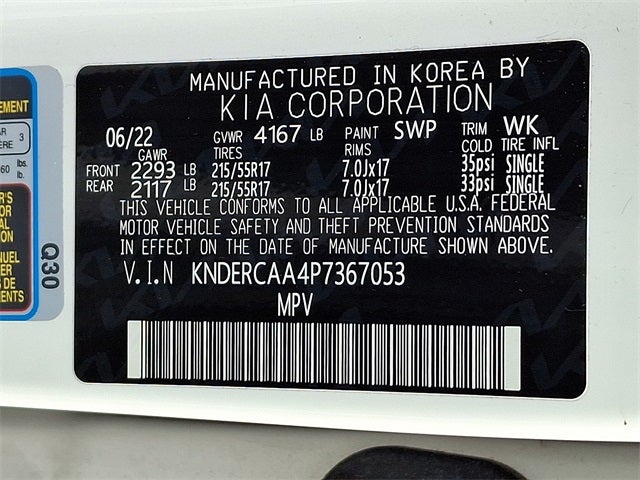 MANUFACTURED IN KOREA BY
KIA CORPORATION
06/22 GVWR 4167 LB PAINT SWP TRIM WK
GAWR TIRES RIMS COLD TIRE INFL
FRONT 2293 LB 215/55R17 7.0Jx17 35psi SINGLE
REAR 2117 LB 215/55R17 7.0Jx17 33psi SINGLE
THIS VEHICLE CONFORMS TO ALL APPLICABLE U.S.A. FEDERAL
MOTOR VEHICLE SAFETY AND THEFT PREVENTION STANDARDS
IN EFFECT ON THE DATE OF MANUFACTURE SHOWN ABOVE.
V.I.N KNDERCAA4P7367053
MPV
Q30